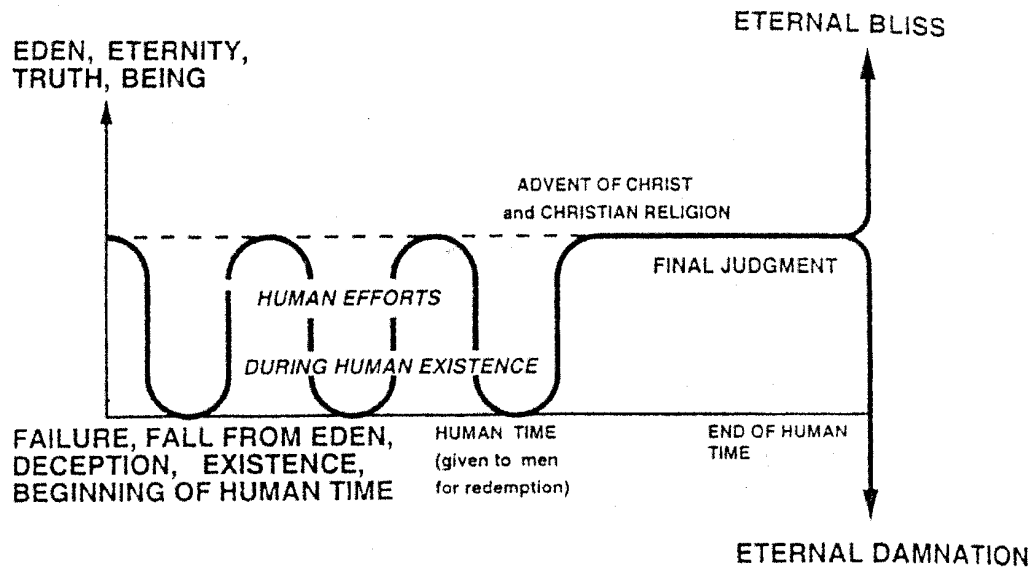 ETERNAL BLISS
EDEN, ETERNITY,
TRUTH, BEING
ADVENT OF CHRIST
and CHRISTIAN RELIGION
FINAL JUDGMENT
HUMAN EFFORTS
DURING HUMAN EXISTENCE
FAILURE, FALL FROM EDEN,
DECEPTION, EXISTENCE,
BEGINNING OF HUMAN TIME
HUMAN TIME
(given to men
for redemption)
END OF HUMAN
TIME
ETERNAL DAMNATION